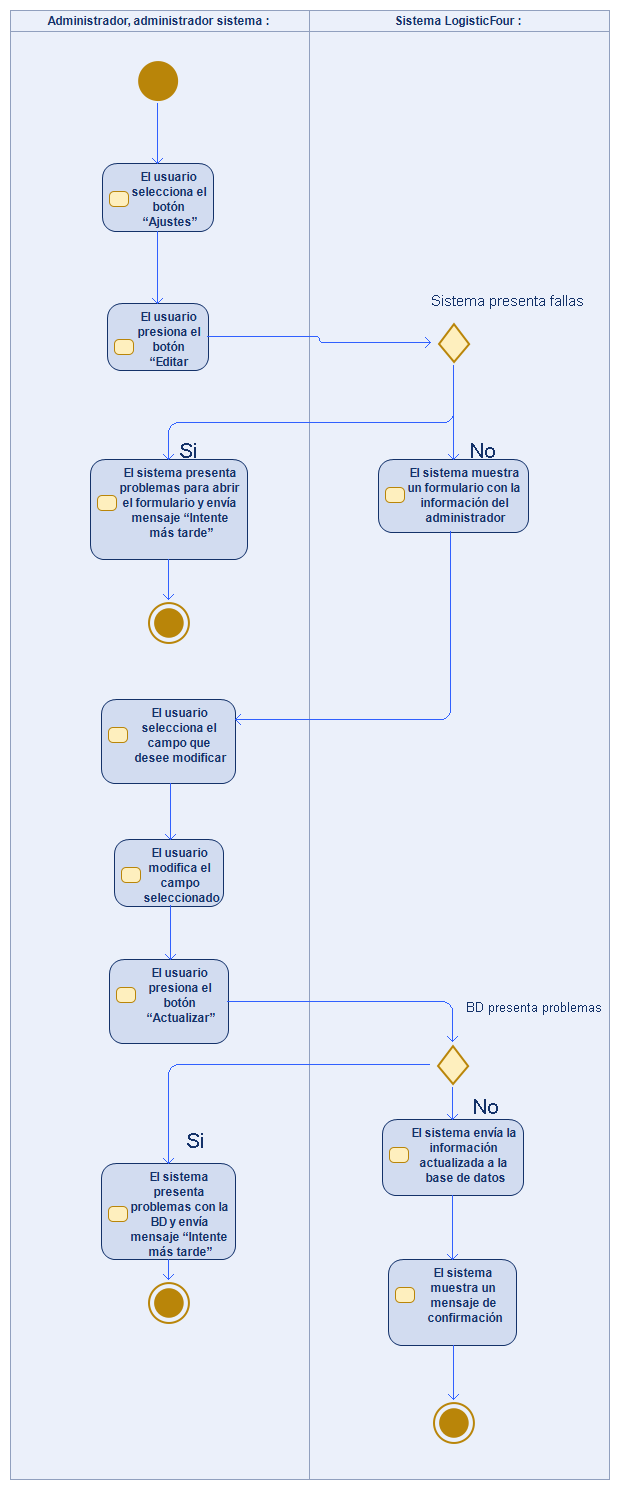 Administrador, administrador sistema :
Sistema LogisticFour :
El usuario
selecciona el
botón
“Ajustes”
El usuario
presiona el
botón
“Editar
Sistema presenta fallas
Si
No
El sistema presenta
problemas para abrir
el formulario y envía
mensaje “Intente
más tarde”
El sistema muestra
un formulario con la
información del
administrador
El usuario
selecciona el
campo que
desee modificar
El usuario
modifica el
campo
seleccionado
El usuario
presiona el
botón
“Actualizar”
BD presenta problemas
No
Si
El sistema envía la
información
actualizada a la
base de datos
El sistema
presenta
problemas con la
BD y envía
mensaje “Intente
más tarde”
El sistema
muestra un
mensaje de
confirmación